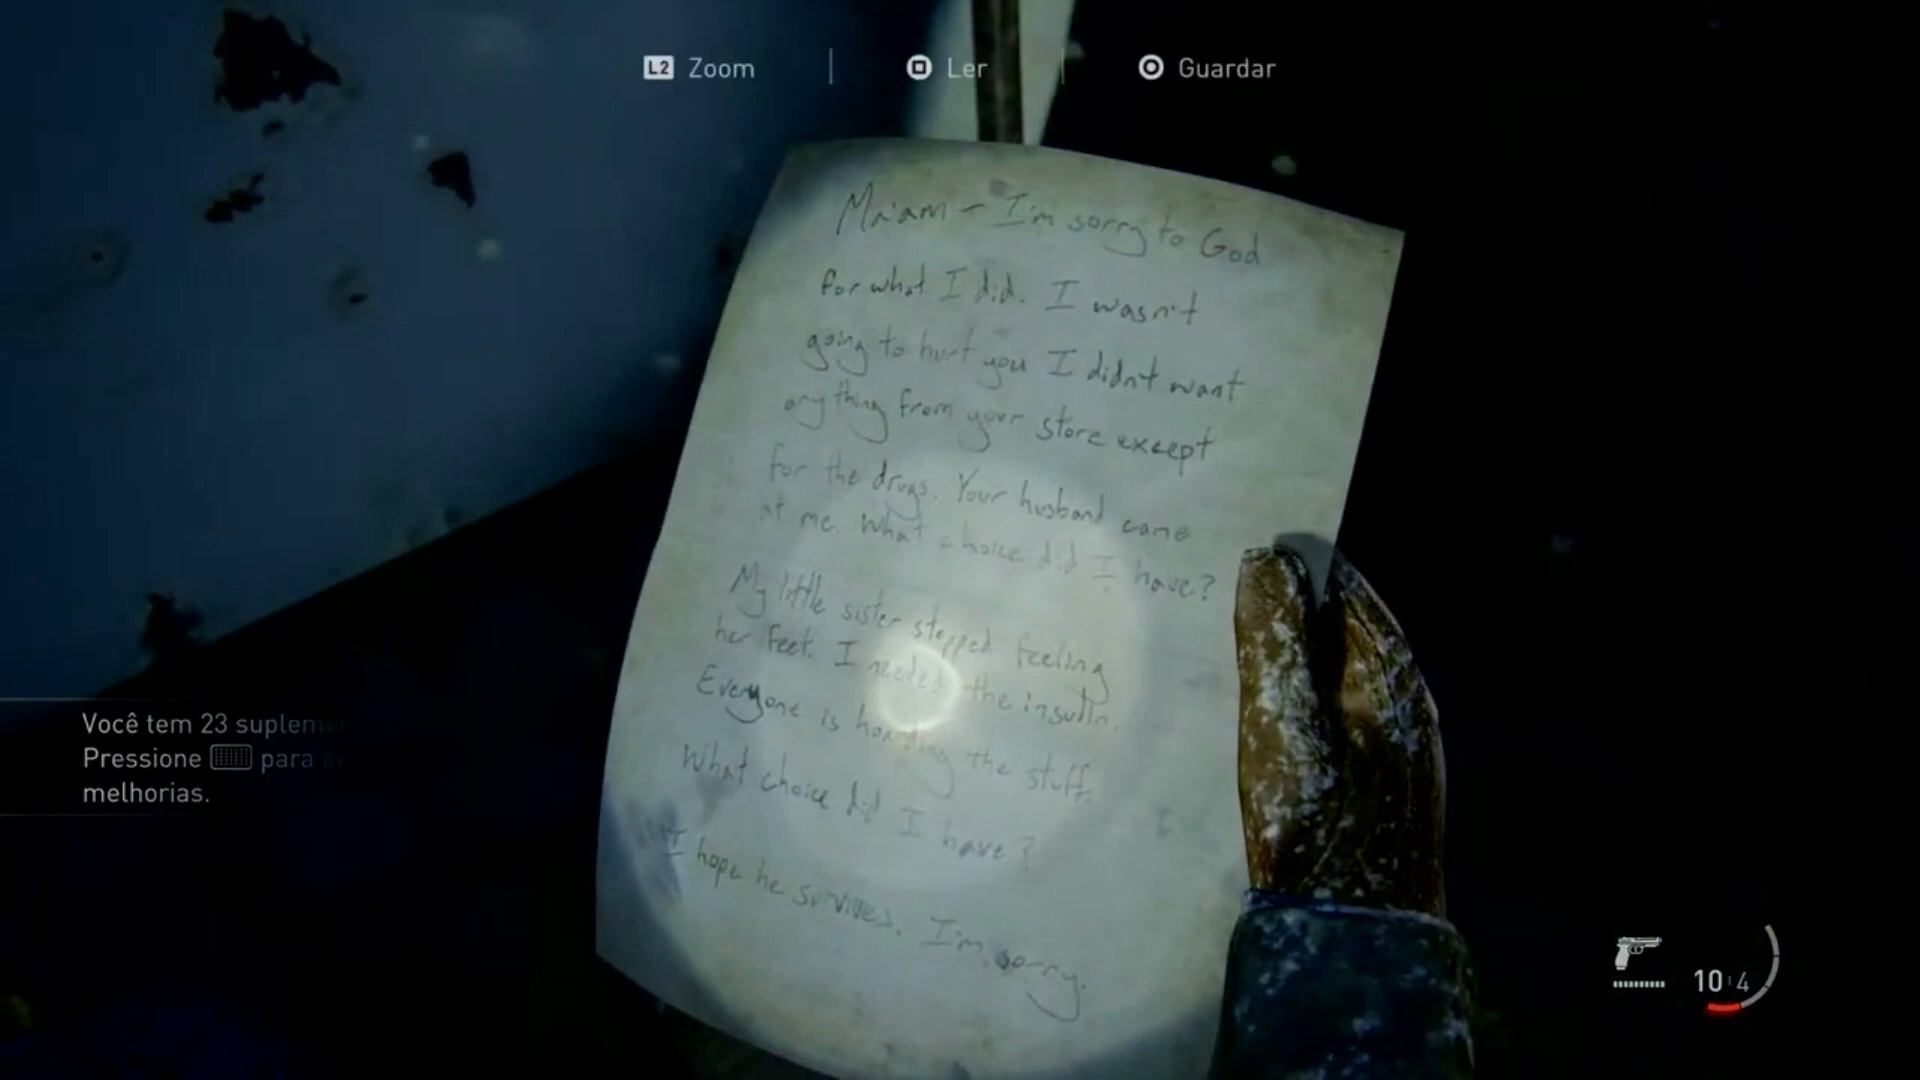 L2 Zoom
Ler
Guardar
Ma'am - I'm sorry to God
for what I did. I wasn't
going to hurt you I didn't want
anything from your store except
for the drugs. Your husband came
at me. What choice did I have?
My little sister stopped feeling
her feet. I needed the insulin.
Everyone is hoarding the stuff.
What choice did I have?
I hope he survives. I'm sorry.
Você tem 23 suplem
Pressione para
melhorias.
10 4